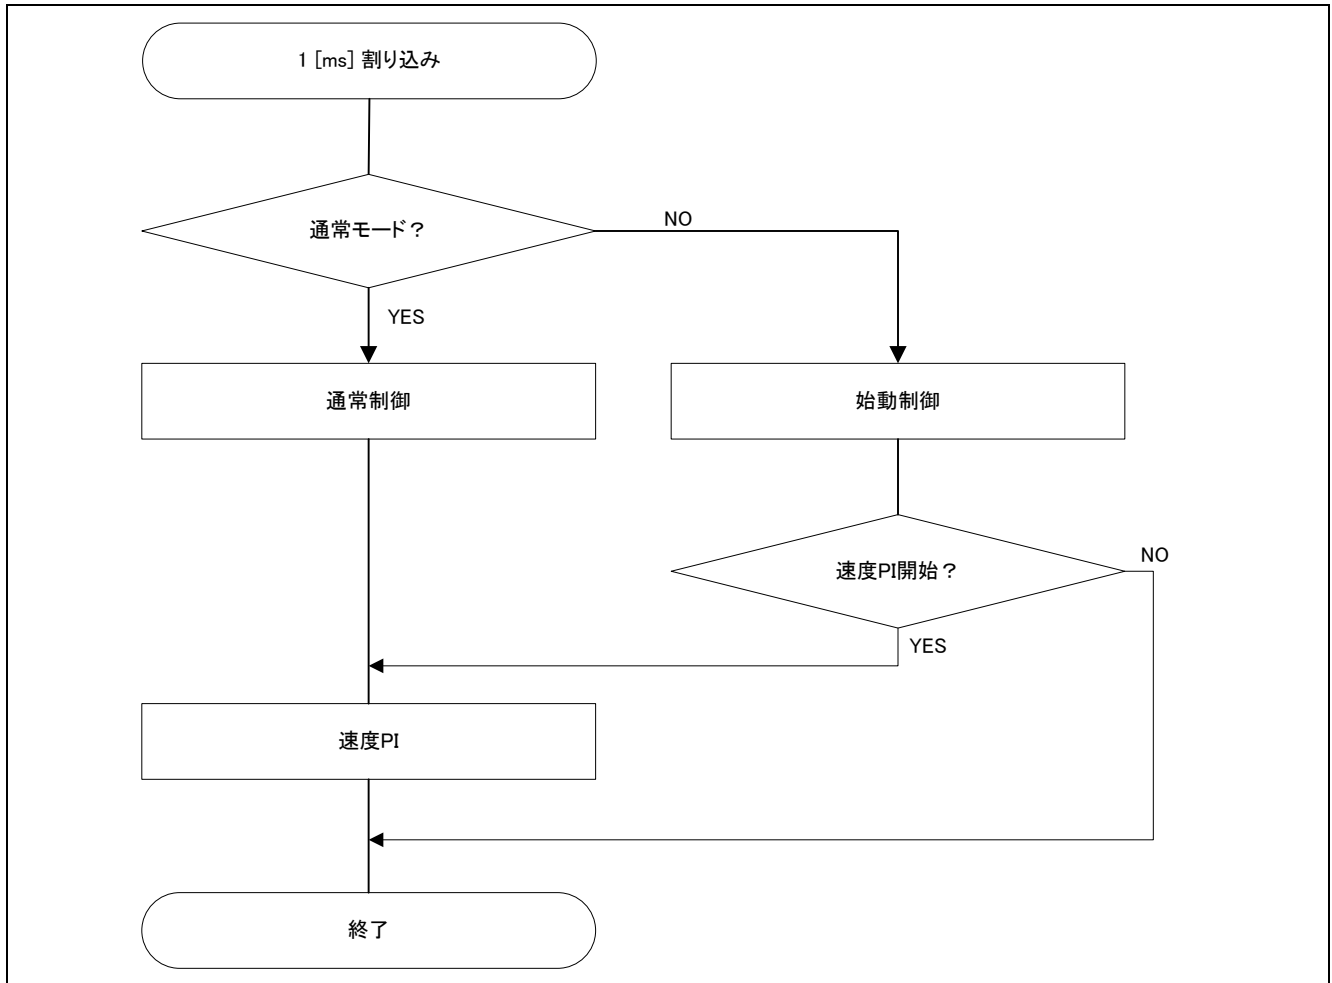 1 [ms] 割り込み
通常モード？
NO
YES
通常制御
始動制御
速度PI開始？
NO
YES
速度PI
終了